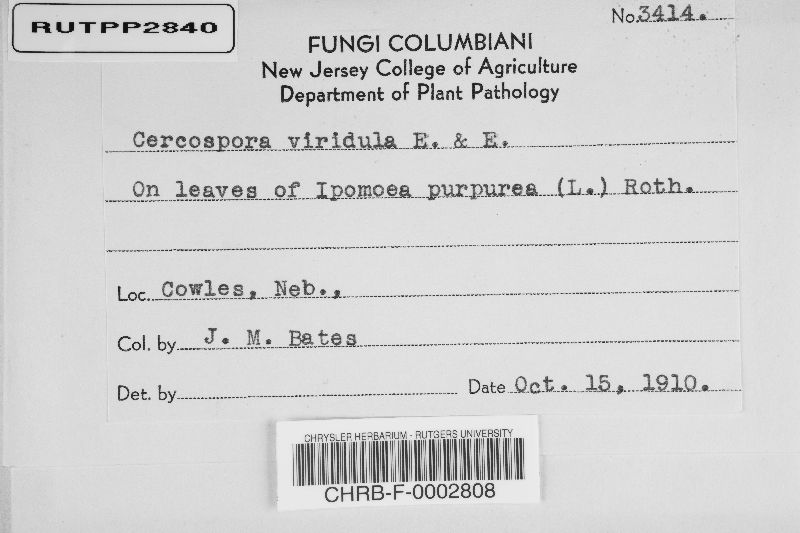 RUTPP2840
No. 3414.
FUNGI COLUMBIANI
New Jersey College of Agriculture
Department of Plant Pathology
Cercospora viridula E. & E.
On leaves of Ipomoea purpurea (L.) Roth.
Loc. Cowles, Neb.,
Col. by J. M. Bates
Det. by Date Oct. 15, 1910.
CHRYSLER HERBARIUM - RUTGERS UNIVERSITY
CHRB-F-0002808